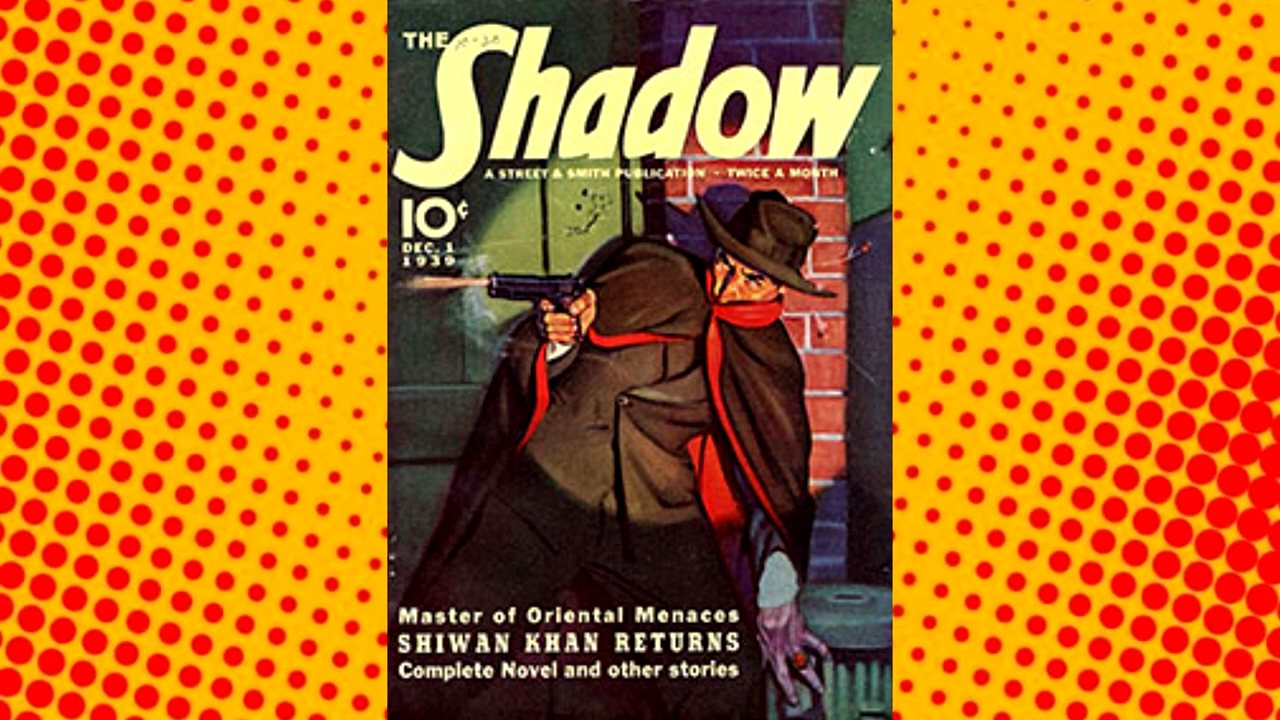 THE
Shadow
A STREET & SMITH PUBLICATION - TWICE A MONTH
10¢
DEC. 1
1939
Master of Oriental Menaces
SHIWAN KHAN RETURNS
Complete Novel and other stories